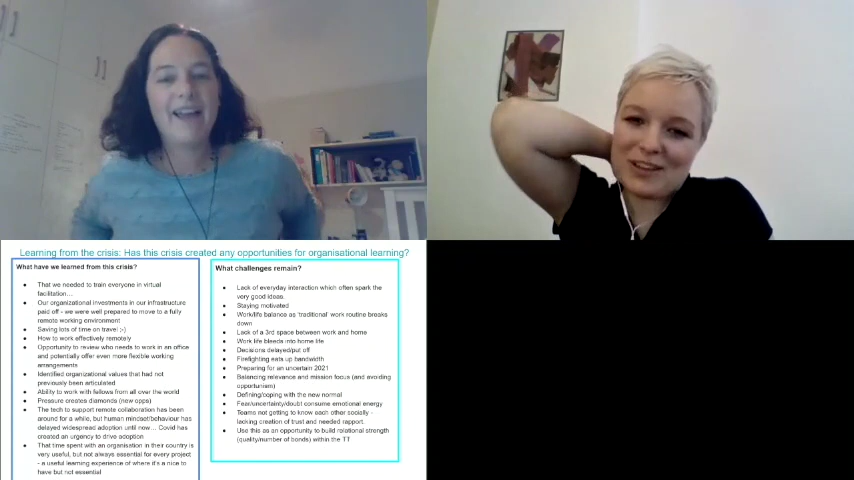 Learning from the crisis: Has this crisis created any opportunities for organisational learning?
What have we learned from this crisis?
● That we needed to train everyone in virtual
facilitation...
● Our organizational investments in our infrastructure
paid off - we were well prepared to move to a fully
remote working environment
● Saving lots of time on travel ;-)
● How to work effectively remotely
● Opportunity to review who needs to work in an office
and potentially offer even more flexible working
arrangements
● Identified organizational values that had not
previously been articulated
● Ability to work with fellows from all over the world
● Pressure creates diamonds (new opps)
● The tech to support remote collaboration has been
around for a while, but human mindset/behaviour has
delayed widespread adoption until now... Covid has
created an urgency to drive adoption
● That time spent with an organisation in their country is
very useful, but not always essential for every project
- a useful learning experience of where it's a nice to
have but not essential
What challenges remain?
● Lack of everyday interaction which often spark the
very good ideas.
● Staying motivated
● Work/life balance as 'traditional' work routine breaks
down
● Lack of a 3rd space between work and home
● Work life bleeds into home life
● Decisions delayed/put off
● Firefighting eats up bandwidth
● Preparing for an uncertain 2021
● Balancing relevance and mission focus (and avoiding
opportunism)
● Defining/coping with the new normal
● Fear/uncertainty/doubt consume emotional energy
● Teams not getting to know each other socially -
lacking creation of trust and needed rapport.
● Use this as an opportunity to build relational strength
(quality/number of bonds) within the TT